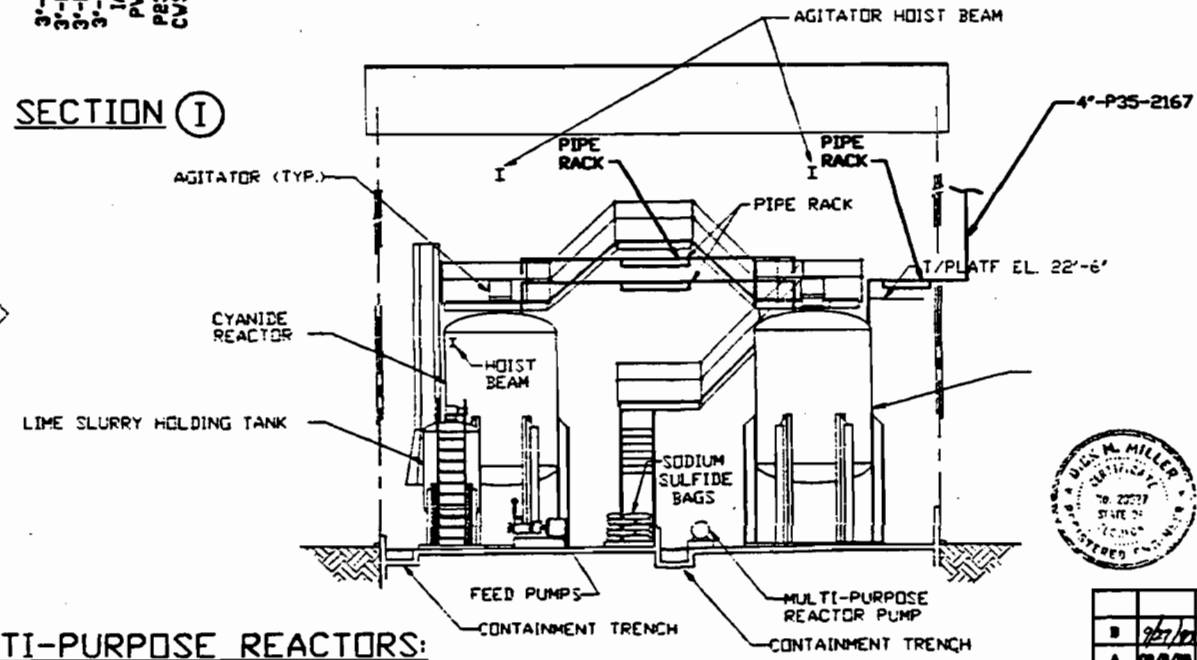 AGITATOR HOIST BEAM
SECTION I
4"-P35-2167
PIPE
RACK
PIPE
RACK
I
I
AGITATOR (TYP.)
PIPE RACK
T/PLATF EL. 22'-6"
CYANIDE
REACTOR
I
HOIST
BEAM
LIME SLURRY HOLDING TANK
SODIUM
SULFIDE
BAGS
MILLER
CERTIFICATE
STATE OF
FEED PUMPS
MULTI-PURPOSE
REACTOR PUMP
CONTAINMENT TRENCH
CONTAINMENT TRENCH
TI-PURPOSE REACTORS:
B
A